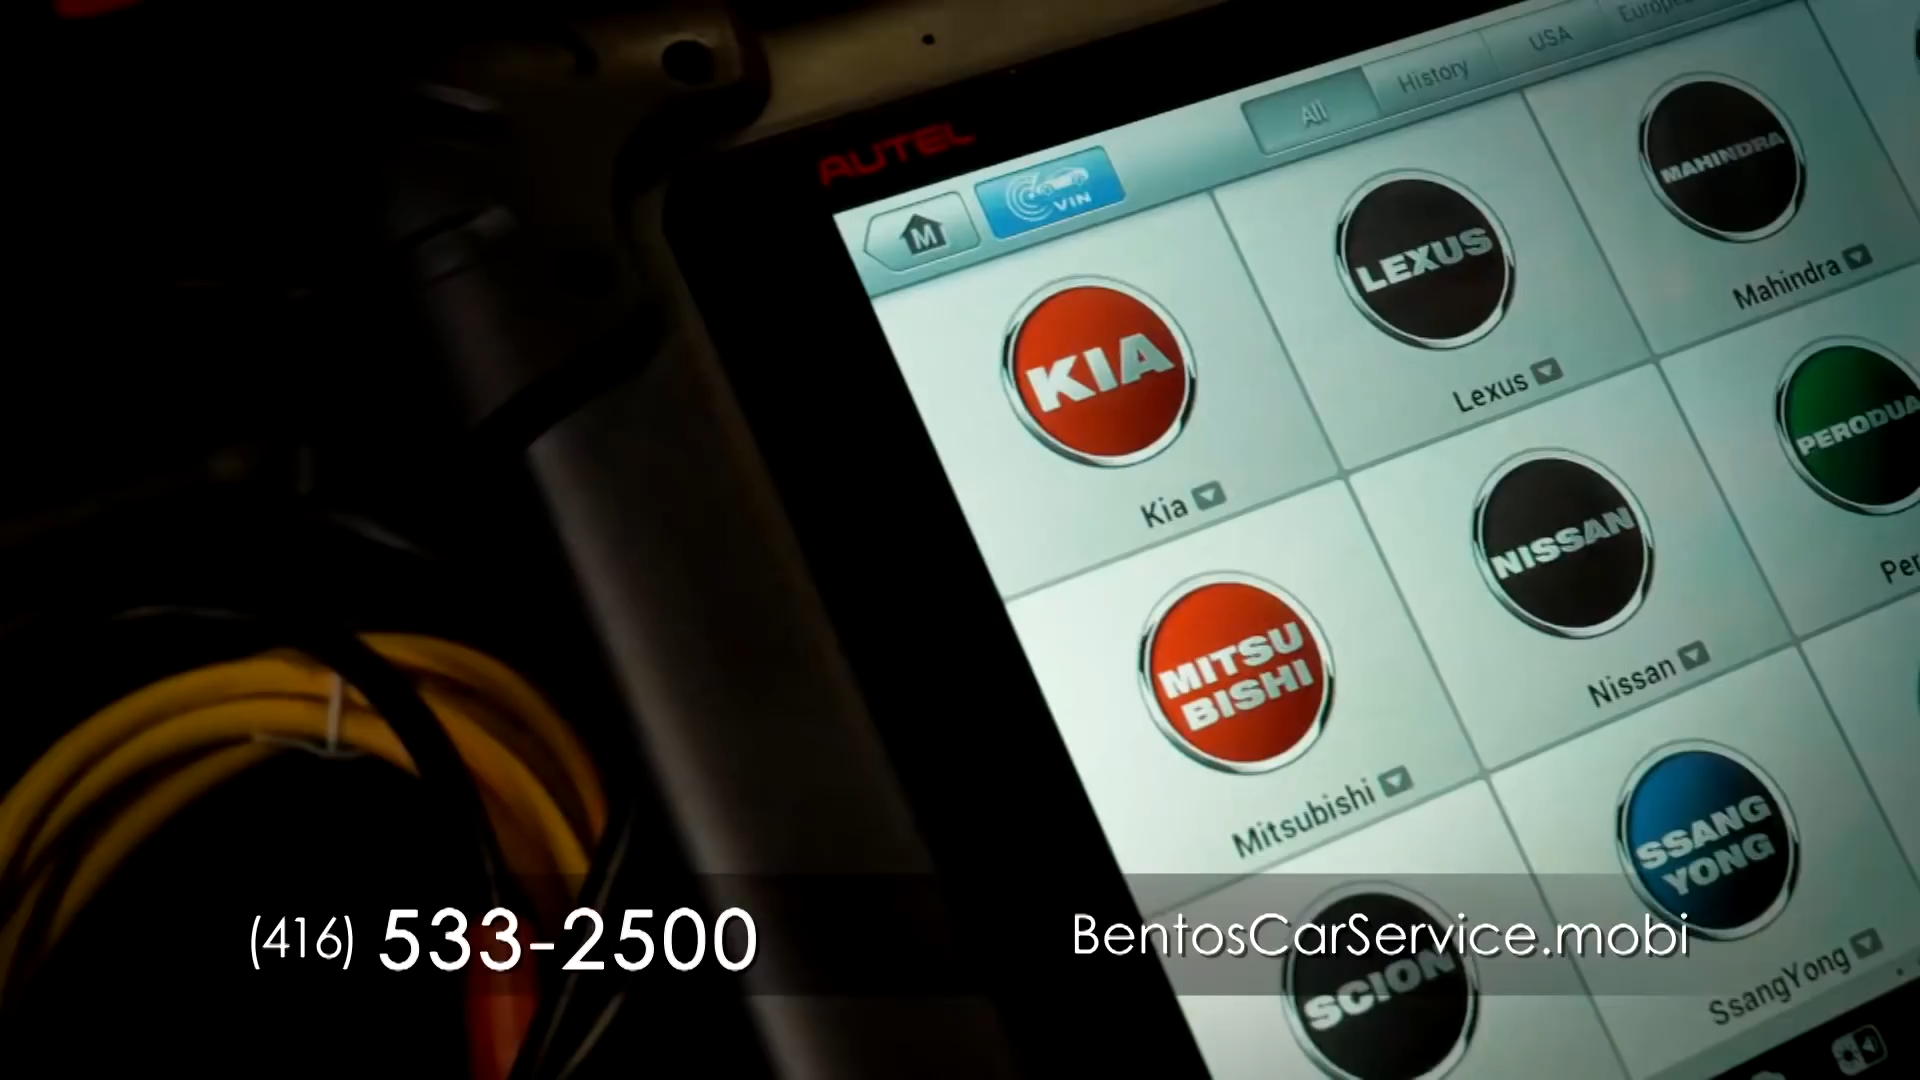 AUTEL
All
History
USA
VIN
M
KIA
Kia
LEXUS
Lexus
MAHINDRA
Mahindra
MITSU
BISHI
Mitsubishi
NISSAN
Nissan
PERODUA
SCION
SSANG
YONG
SsangYong
(416) 533-2500
BentosCarService.mobi